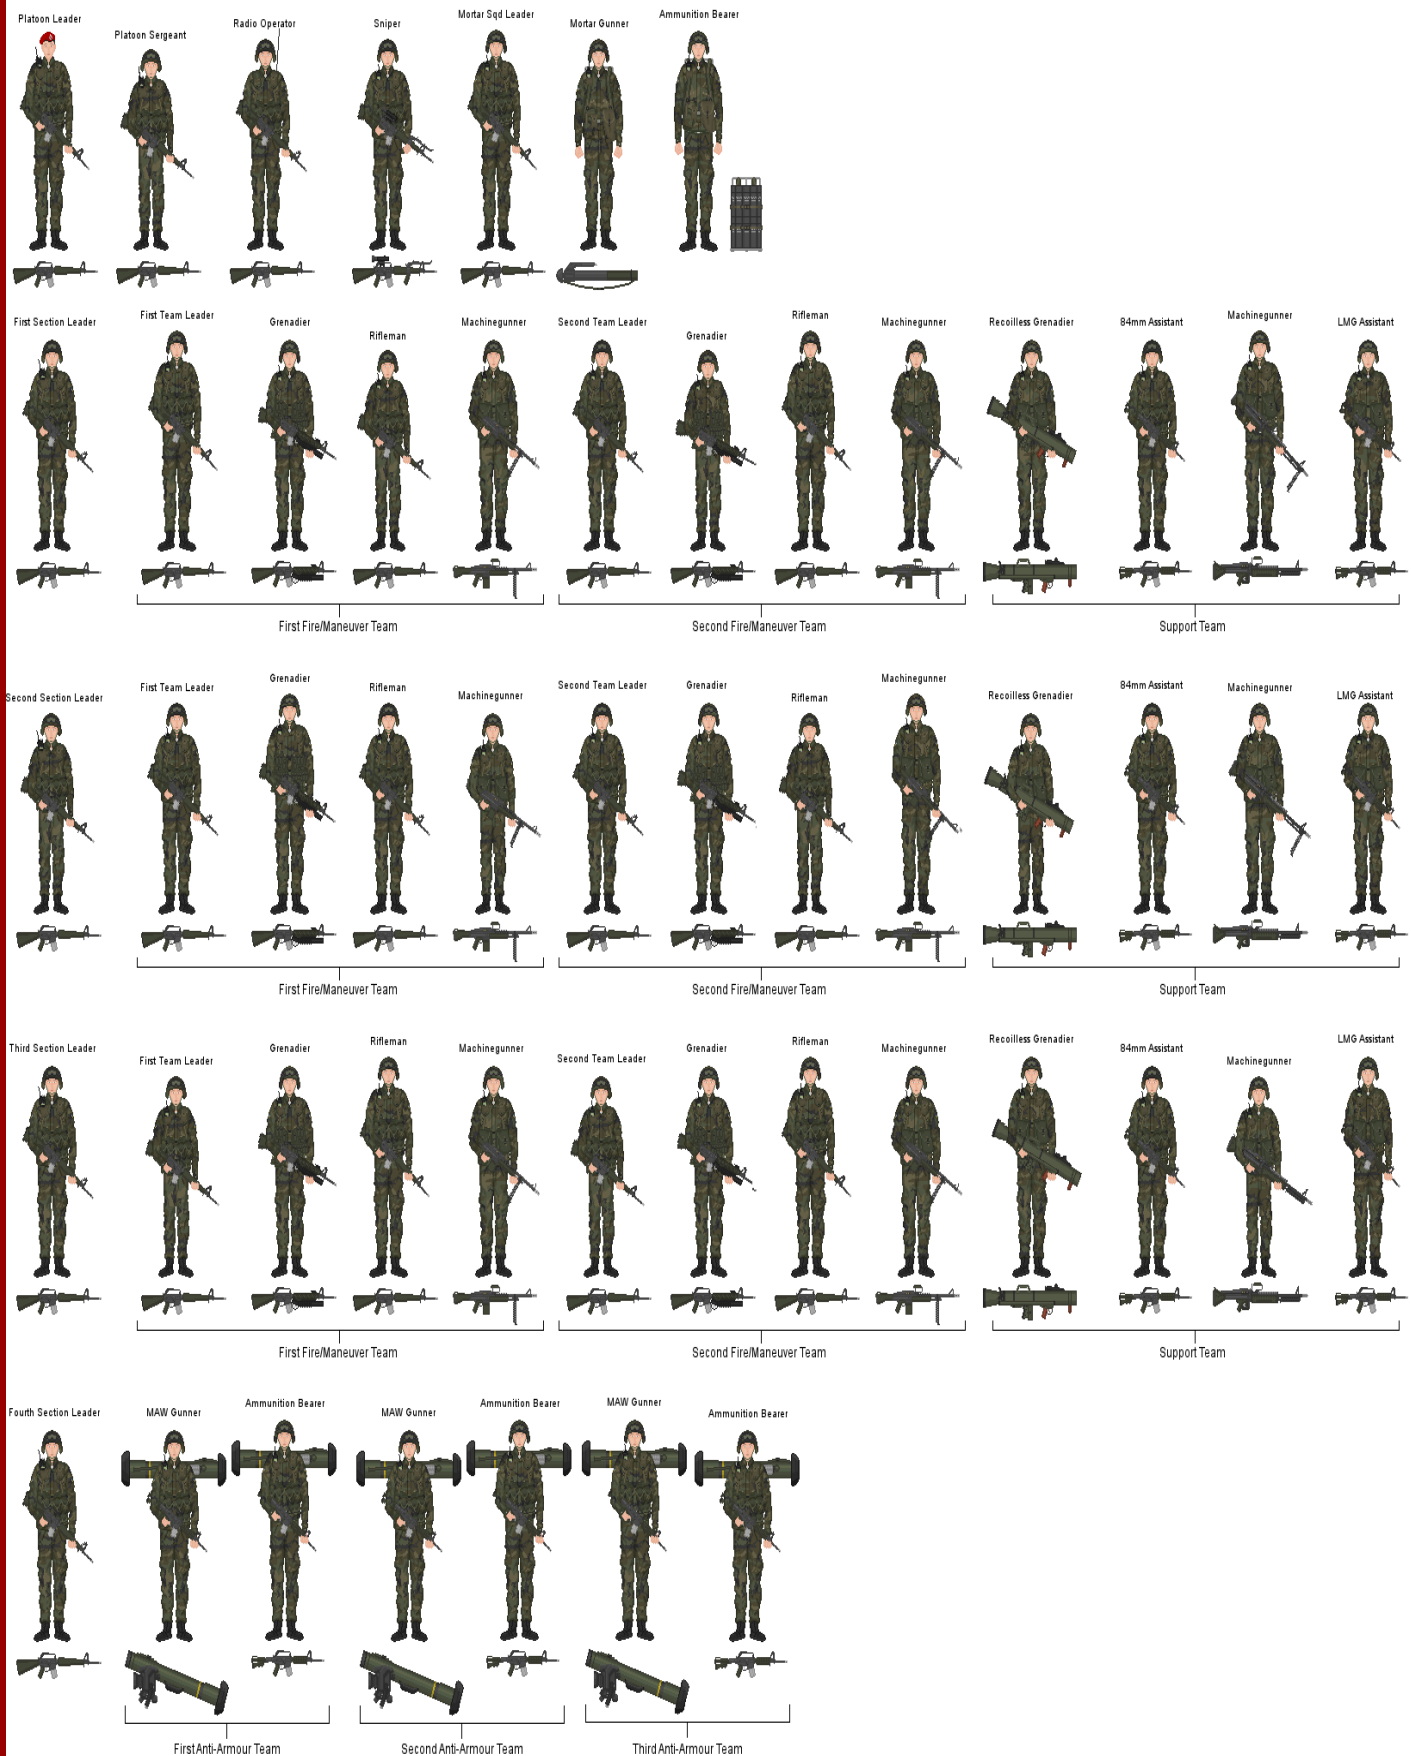 Platoon Leader
Platoon Sergeant
Radio Operator
Sniper
Mortar Sqd Leader
Mortar Gunner
Ammunition Bearer
First Section Leader
First Team Leader
Grenadier
Rifleman
Machinegunner
Second Team Leader
Grenadier
Rifleman
Machinegunner
Recoilless Grenadier
84mm Assistant
Machinegunner
LMG Assistant
First Fire/Maneuver Team
Second Fire/Maneuver Team
Support Team
Second Section Leader
First Team Leader
Grenadier
Rifleman
Machinegunner
Second Team Leader
Grenadier
Rifleman
Machinegunner
Recoilless Grenadier
84mm Assistant
Machinegunner
LMG Assistant
First Fire/Maneuver Team
Second Fire/Maneuver Team
Support Team
Third Section Leader
First Team Leader
Grenadier
Rifleman
Machinegunner
Second Team Leader
Grenadier
Rifleman
Machinegunner
Recoilless Grenadier
84mm Assistant
Machinegunner
LMG Assistant
First Fire/Maneuver Team
Second Fire/Maneuver Team
Support Team
Fourth Section Leader
MAW Gunner
Ammunition Bearer
MAW Gunner
Ammunition Bearer
MAW Gunner
Ammunition Bearer
First Anti-Armour Team
Second Anti-Armour Team
Third Anti-Armour Team